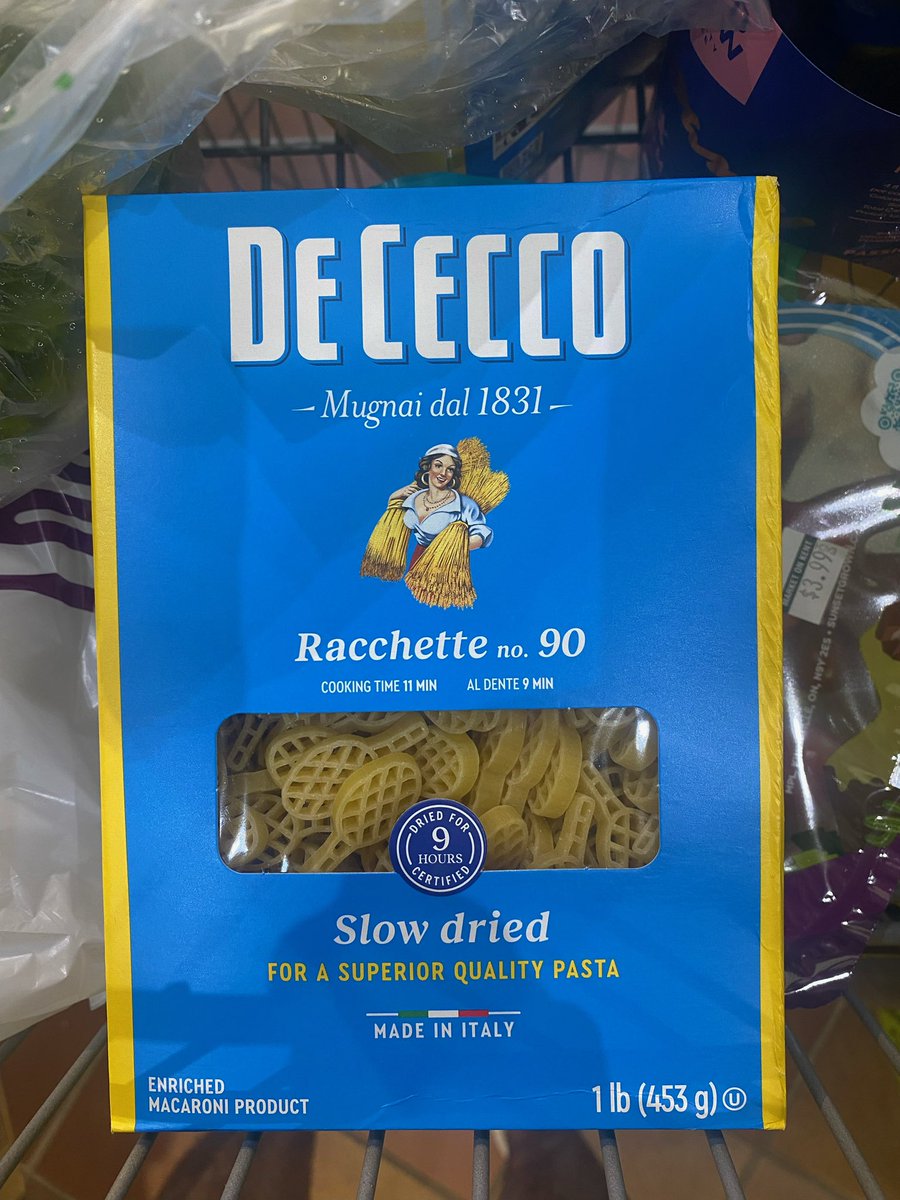 DE CECCO
Mugnai dal 1831
Racchette no. 90
COOKING TIME 11 MIN AL DENTE 9 MIN
DRIED FOR
9
HOURS
CERTIFIED
Slow dried
FOR A SUPERIOR QUALITY PASTA
MADE IN ITALY
ENRICHED
MACARONI PRODUCT
1 lb (453 g) U
$3.99